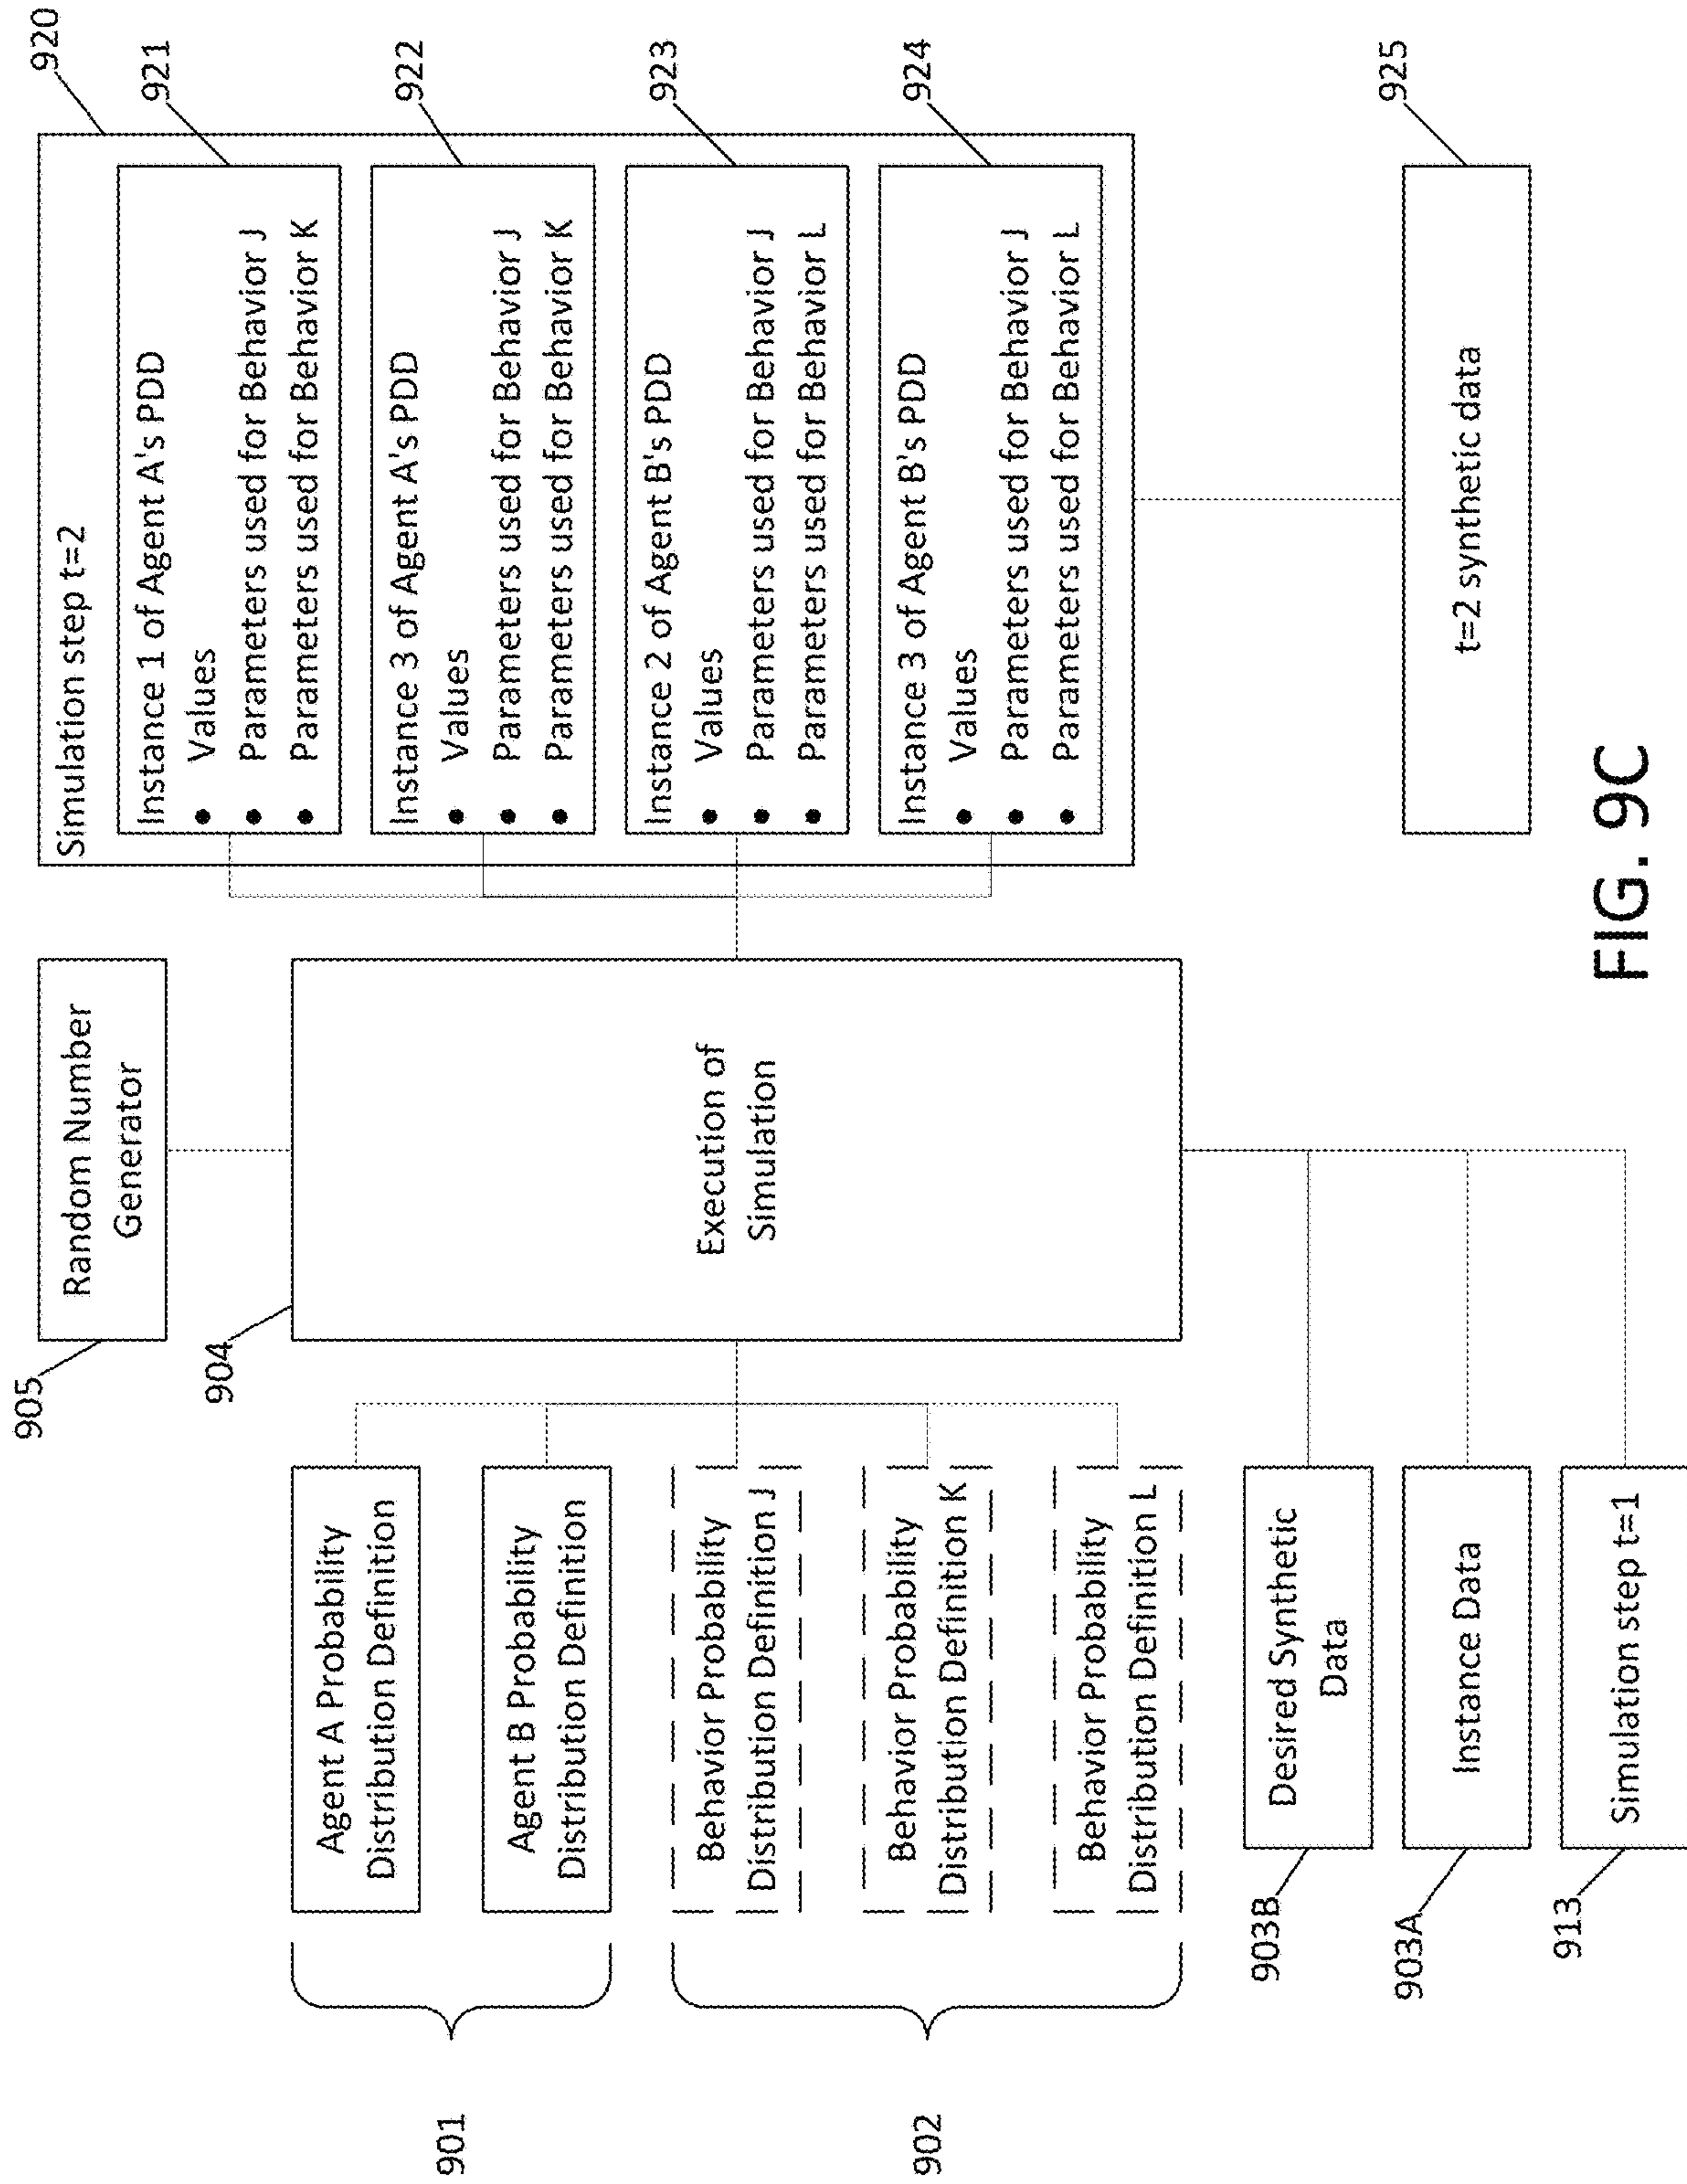 905
Random Number
Generator
920
Simulation step t=2
921
Instance 1 of Agent A's PDD
● Values
● Parameters used for Behavior J
● Parameters used for Behavior K
922
Instance 3 of Agent A's PDD
● Values
● Parameters used for Behavior J
● Parameters used for Behavior K
923
Instance 2 of Agent B's PDD
● Values
● Parameters used for Behavior J
● Parameters used for Behavior L
924
Instance 3 of Agent B's PDD
● Values
● Parameters used for Behavior J
● Parameters used for Behavior L
904
Execution of
Simulation
901
Agent A Probability
Distribution Definition
Agent B Probability
Distribution Definition
902
Behavior Probability
Distribution Definition J
Behavior Probability
Distribution Definition K
Behavior Probability
Distribution Definition L
903B
Desired Synthetic
Data
903A
Instance Data
913
Simulation step t=1
925
t=2 synthetic data
FIG. 9C